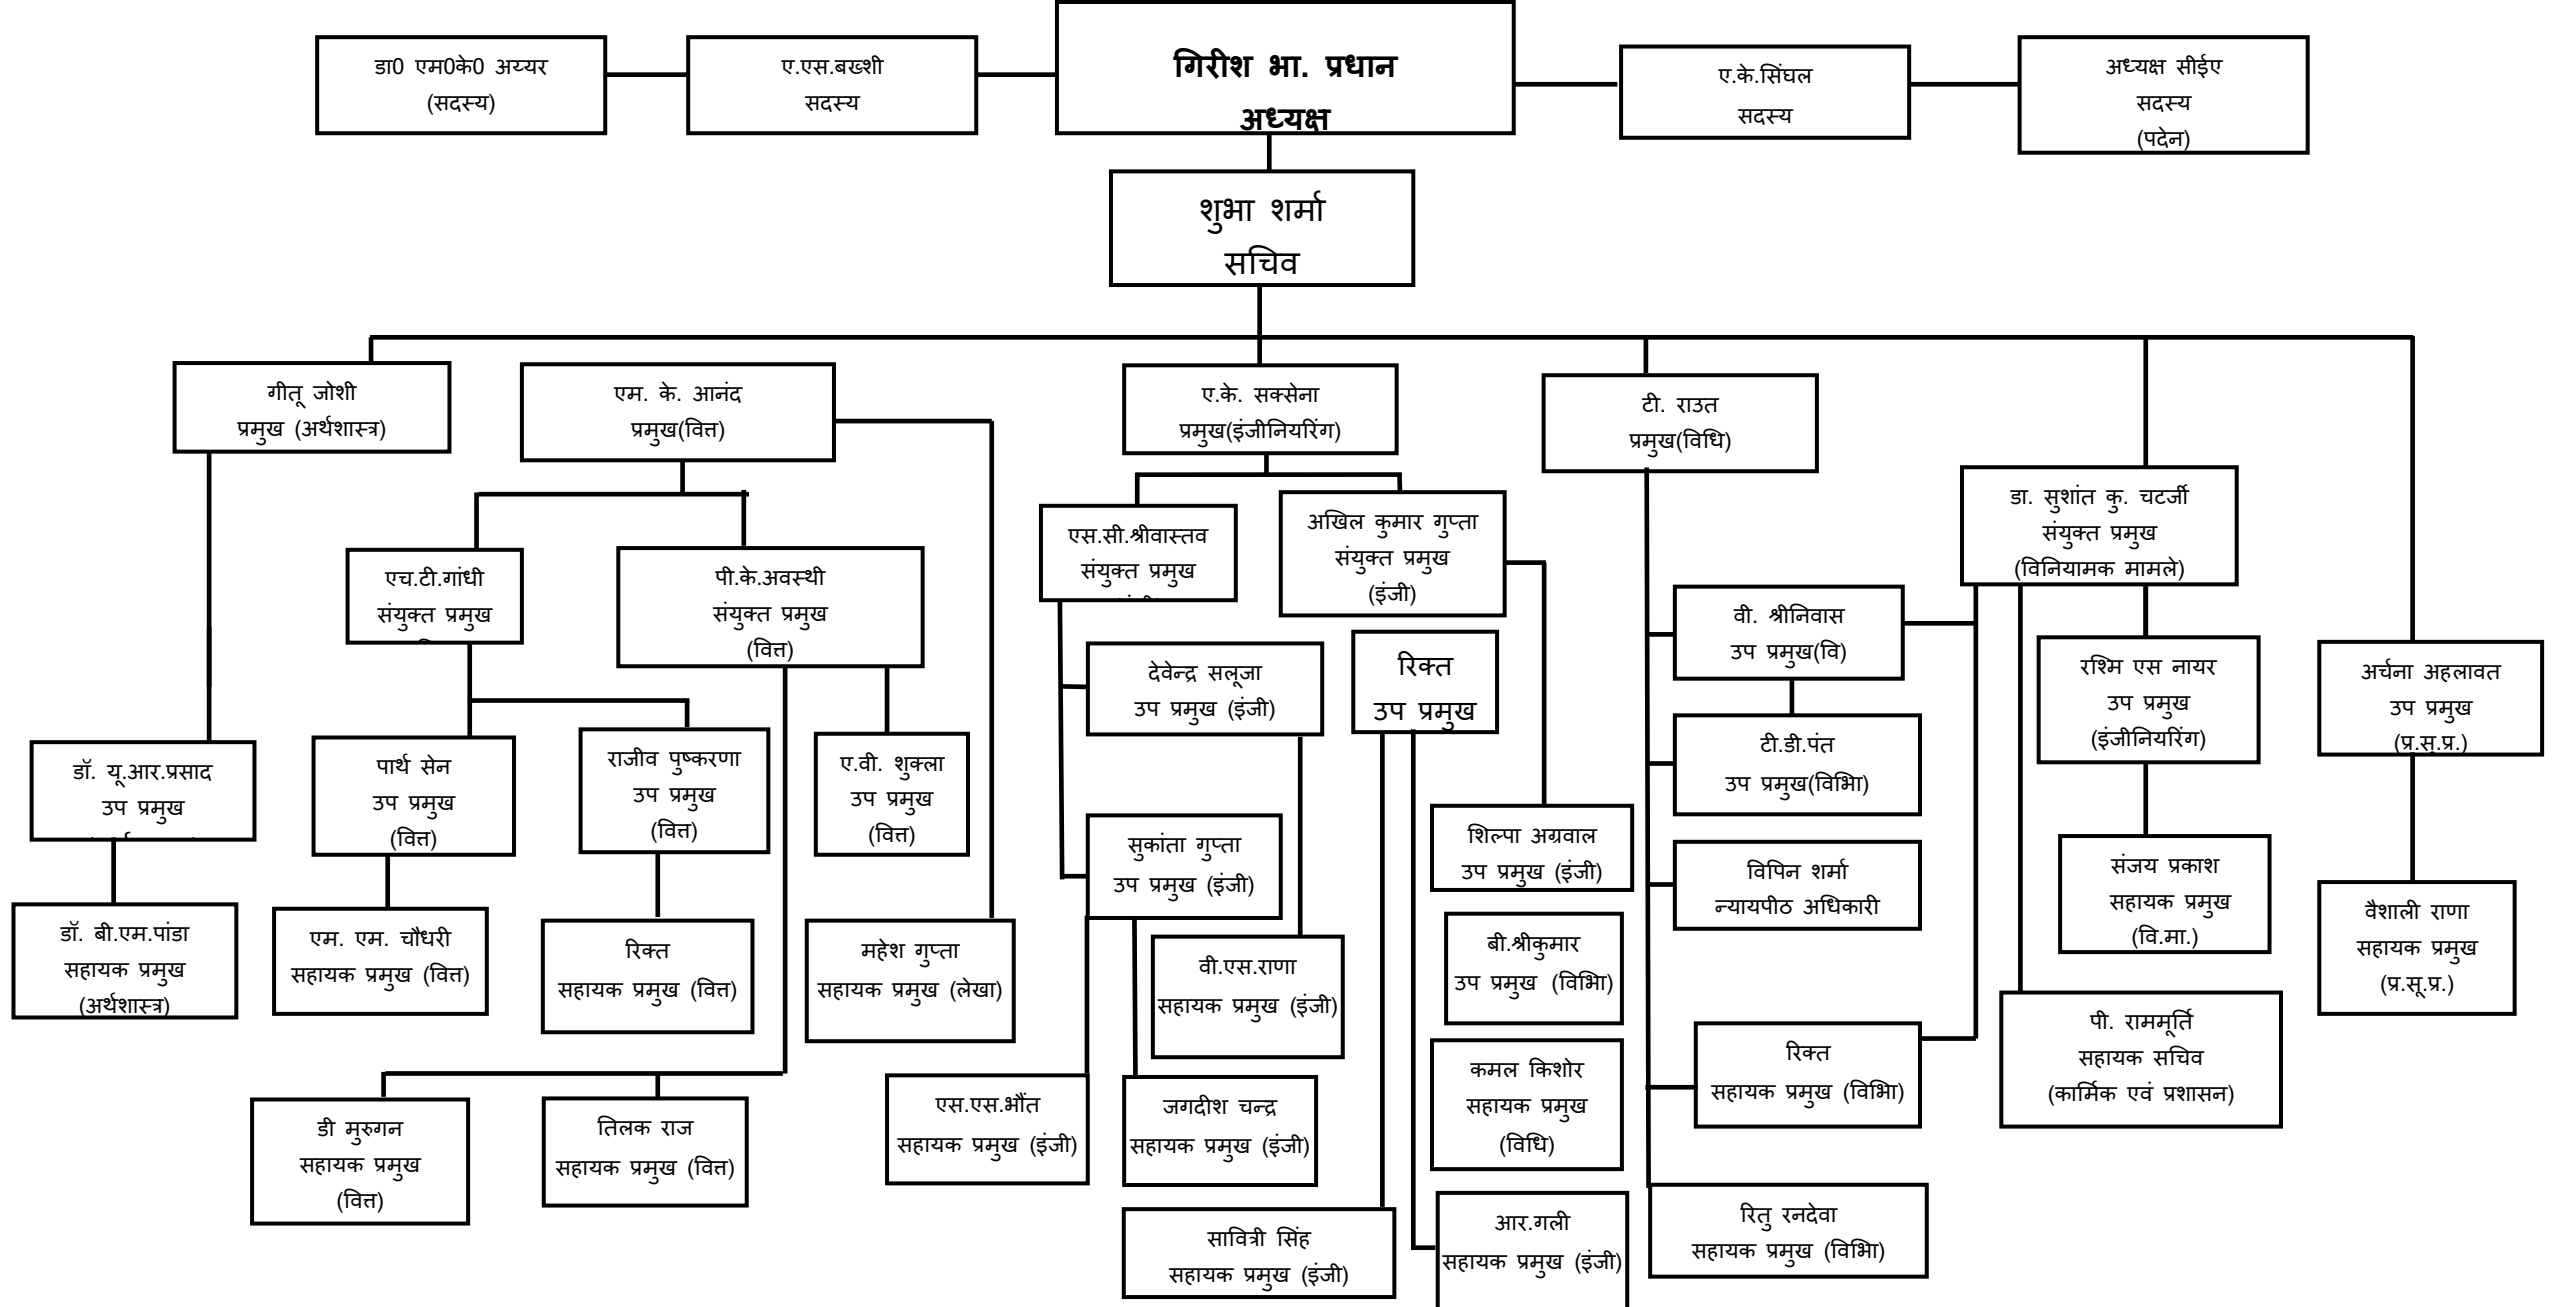 डा0 एम0के0 अय्यर
(सदस्य)
ए.एस.बख्शी
सदस्य
गिरीश भा. प्रधान
अध्यक्ष
ए.के.सिंघल
सदस्य
अध्यक्ष सीईए
सदस्य
(पदेन)
शुभा शर्मा
सचिव
गीतू जोशी
प्रमुख (अर्थशास्त्र)
एम. के. आनंद
प्रमुख(वित्त)
ए.के. सक्सेना
प्रमुख(इंजीनियरिंग)
टी. राउत
प्रमुख(विधि)
डा. सुशांत कु. चटर्जी
संयुक्त प्रमुख
(विनियामक मामले)
एच.टी.गांधी
संयुक्त प्रमुख
पी.के.अवस्थी
संयुक्त प्रमुख
(वित्त)
एस.सी.श्रीवास्तव
संयुक्त प्रमुख
अखिल कुमार गुप्ता
संयुक्त प्रमुख
(इंजी)
वी. श्रीनिवास
उप प्रमुख(वि)
रश्मि एस नायर
उप प्रमुख
(इंजीनियरिंग)
अर्चना अहलावत
उप प्रमुख
(प्र.सू.प्र.)
देवेन्द्र सलूजा
उप प्रमुख (इंजी)
रिक्त
उप प्रमुख
डॉ. यू.आर.प्रसाद
उप प्रमुख
पार्थ सेन
उप प्रमुख
(वित्त)
राजीव पुष्करणा
उप प्रमुख
(वित्त)
ए.वी. शुक्ला
उप प्रमुख
(वित्त)
टी.डी.पंत
उप प्रमुख(विभिा)
सुकांता गुप्ता
उप प्रमुख (इंजी)
शिल्पा अग्रवाल
उप प्रमुख (इंजी)
विपिन शर्मा
न्यायपीठ अधिकारी
संजय प्रकाश
सहायक प्रमुख
(वि.मा.)
वैशाली राणा
सहायक प्रमुख
(प्र.सू.प्र.)
डॉ. बी.एम.पांडा
सहायक प्रमुख
(अर्थशास्त्र)
एम. एम. चौधरी
सहायक प्रमुख (वित्त)
रिक्त
सहायक प्रमुख (वित्त)
महेश गुप्ता
सहायक प्रमुख (लेखा)
वी.एस.राणा
सहायक प्रमुख (इंजी)
बी.श्रीकुमार
उप प्रमुख (विभिा)
रिक्त
सहायक प्रमुख (विभिा)
पी. राममूर्ति
सहायक सचिव
(कार्मिक एवं प्रशासन)
कमल किशोर
सहायक प्रमुख
(विधि)
एस.एस.भौंत
सहायक प्रमुख (इंजी)
जगदीश चन्द्र
सहायक प्रमुख (इंजी)
डी मुरुगन
सहायक प्रमुख
(वित्त)
तिलक राज
सहायक प्रमुख (वित्त)
सावित्री सिंह
सहायक प्रमुख (इंजी)
आर.गली
सहायक प्रमुख (इंजी)
रितु रनदेवा
सहायक प्रमुख (विभिा)